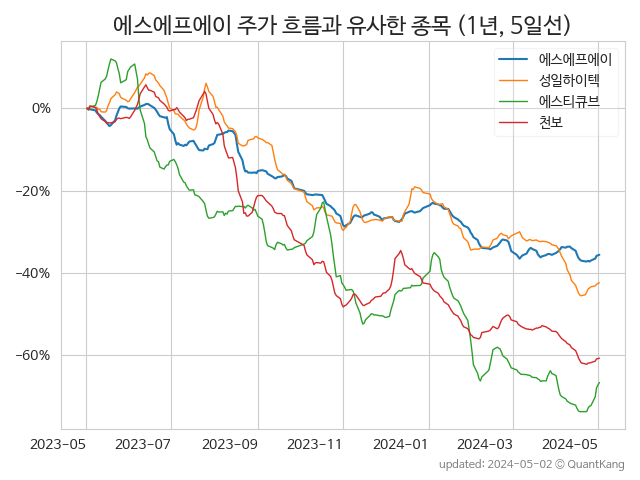 에스에프에이 주가 흐름과 유사한 종목 (1년, 5일선)
에스에프에이
성일하이텍
에스티큐브
천보
0%
−20%
−40%
−60%
2023-05 2023-07 2023-09 2023-11 2024-01 2024-03 2024-05
updated: 2024-05-02 © QuantKang